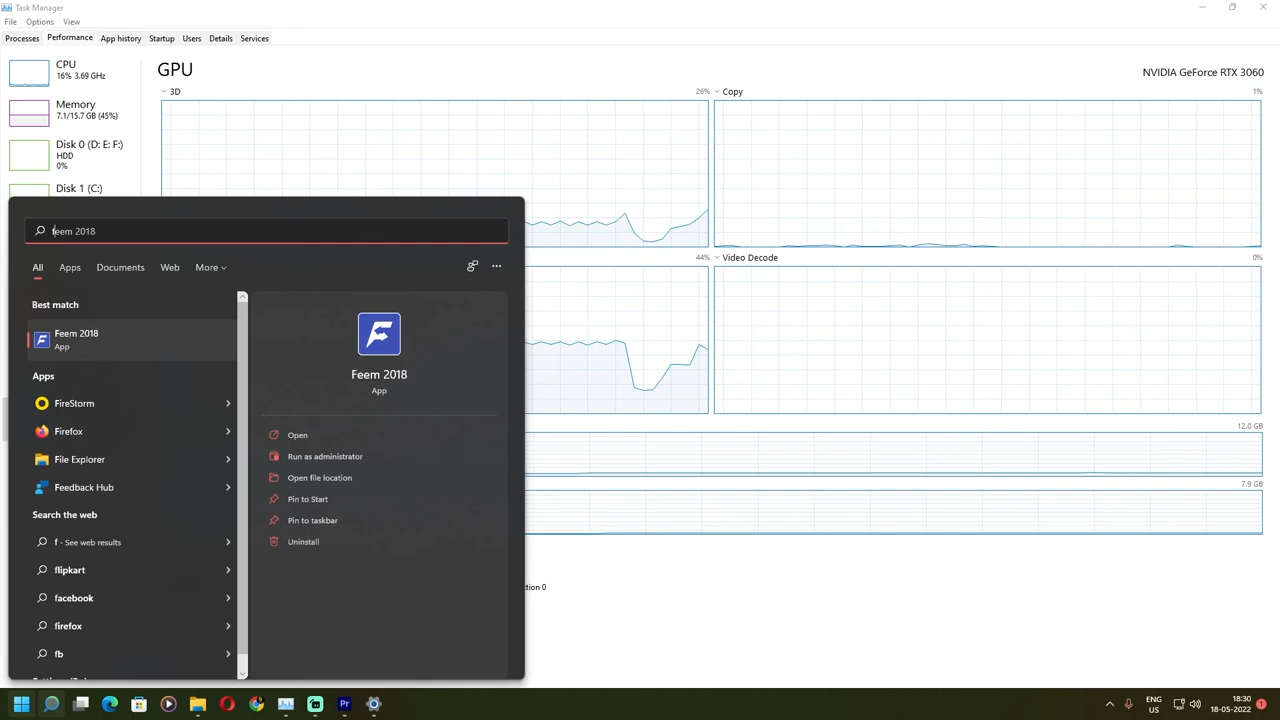 Task Manager
File Options View
Processes Performance App history Startup Users Details Services
CPU
16% 3.69 GHz
Memory
7.1/15.7 GB (45%)
Disk 0 (D: E: F:)
HDD
0%
Disk 1 (C:)
GPU
NVIDIA GeForce RTX 3060
3D 26%
Copy 1%
44%
Video Decode 0%
12.0 GB
7.9 GB
ction 0
feem 2018
All Apps Documents Web More
Best match
Feem 2018
App
Apps
FireStorm
Firefox
File Explorer
Feedback Hub
Search the web
f - See web results
flipkart
facebook
firefox
fb
Feem 2018
App
Open
Run as administrator
Open file location
Pin to Start
Pin to taskbar
Uninstall
Pr
ENG
US
18:30
18-05-2022
1